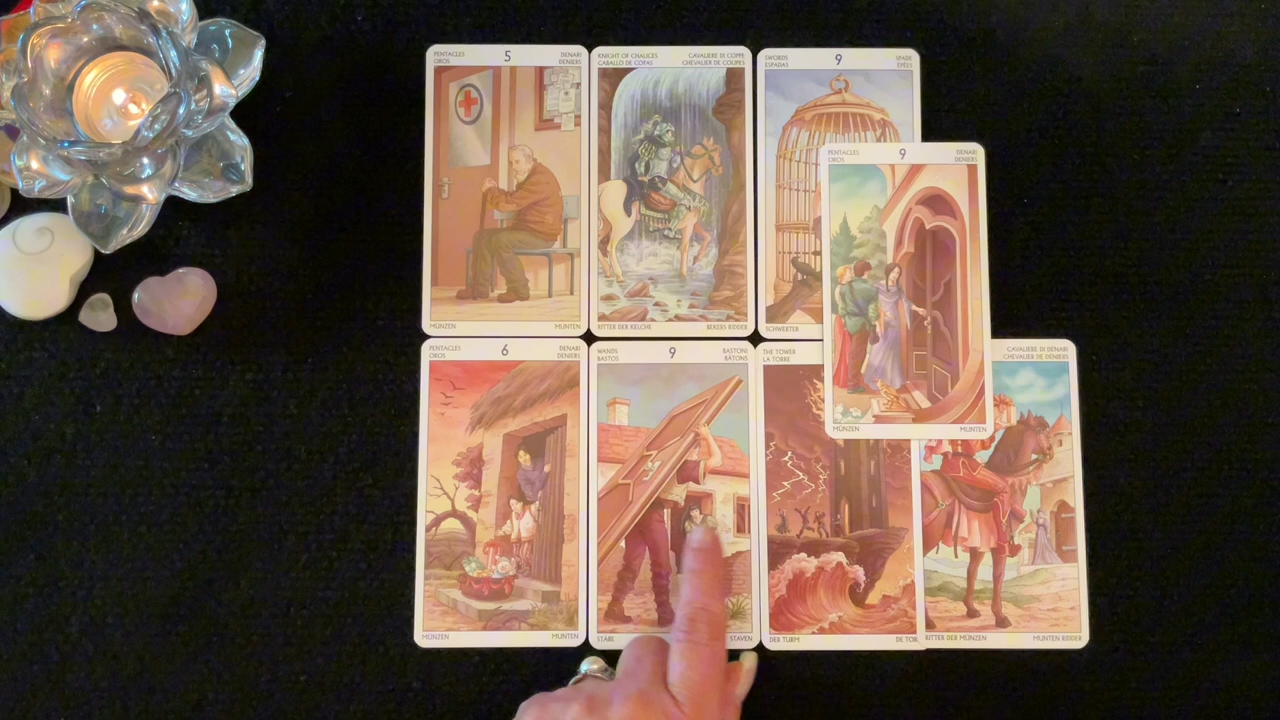 PENTACLES 5 DENARI
OROS DENIERS
MÜNZEN MUNTEN
KNIGHT OF CHALICES CAVALIERE DI COPPE
CABALLO DE COPAS CHEVALIER DE COUPES
RITTER DER KELCHE BEKERS RIDDER
SWORDS 9 SPADE
ESPADAS ÉPÉES
SCHWERTER
PENTACLES 9 DENARI
OROS DENIERS
MÜNZEN MUNTEN
PENTACLES 6 DENARI
OROS DENIERS
MÜNZEN MUNTEN
WANDS 9 BASTONI
BASTOS BÂTONS
STÄBE STAVEN
THE TOWER
LA TORRE
DER TURM DE TOR
CAVALIERE DI DENARI
CHEVALIER DE DENIERS
RITTER DER MÜNZEN MUNTEN RIDDER